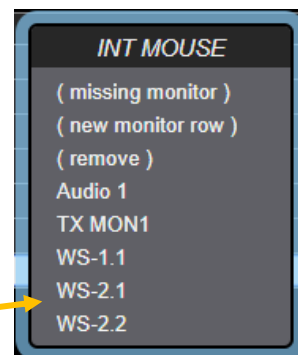 INT MOUSE
( missing monitor )
( new monitor row )
( remove )
Audio 1
TX MON1
WS-1.1
WS-2.1
WS-2.2